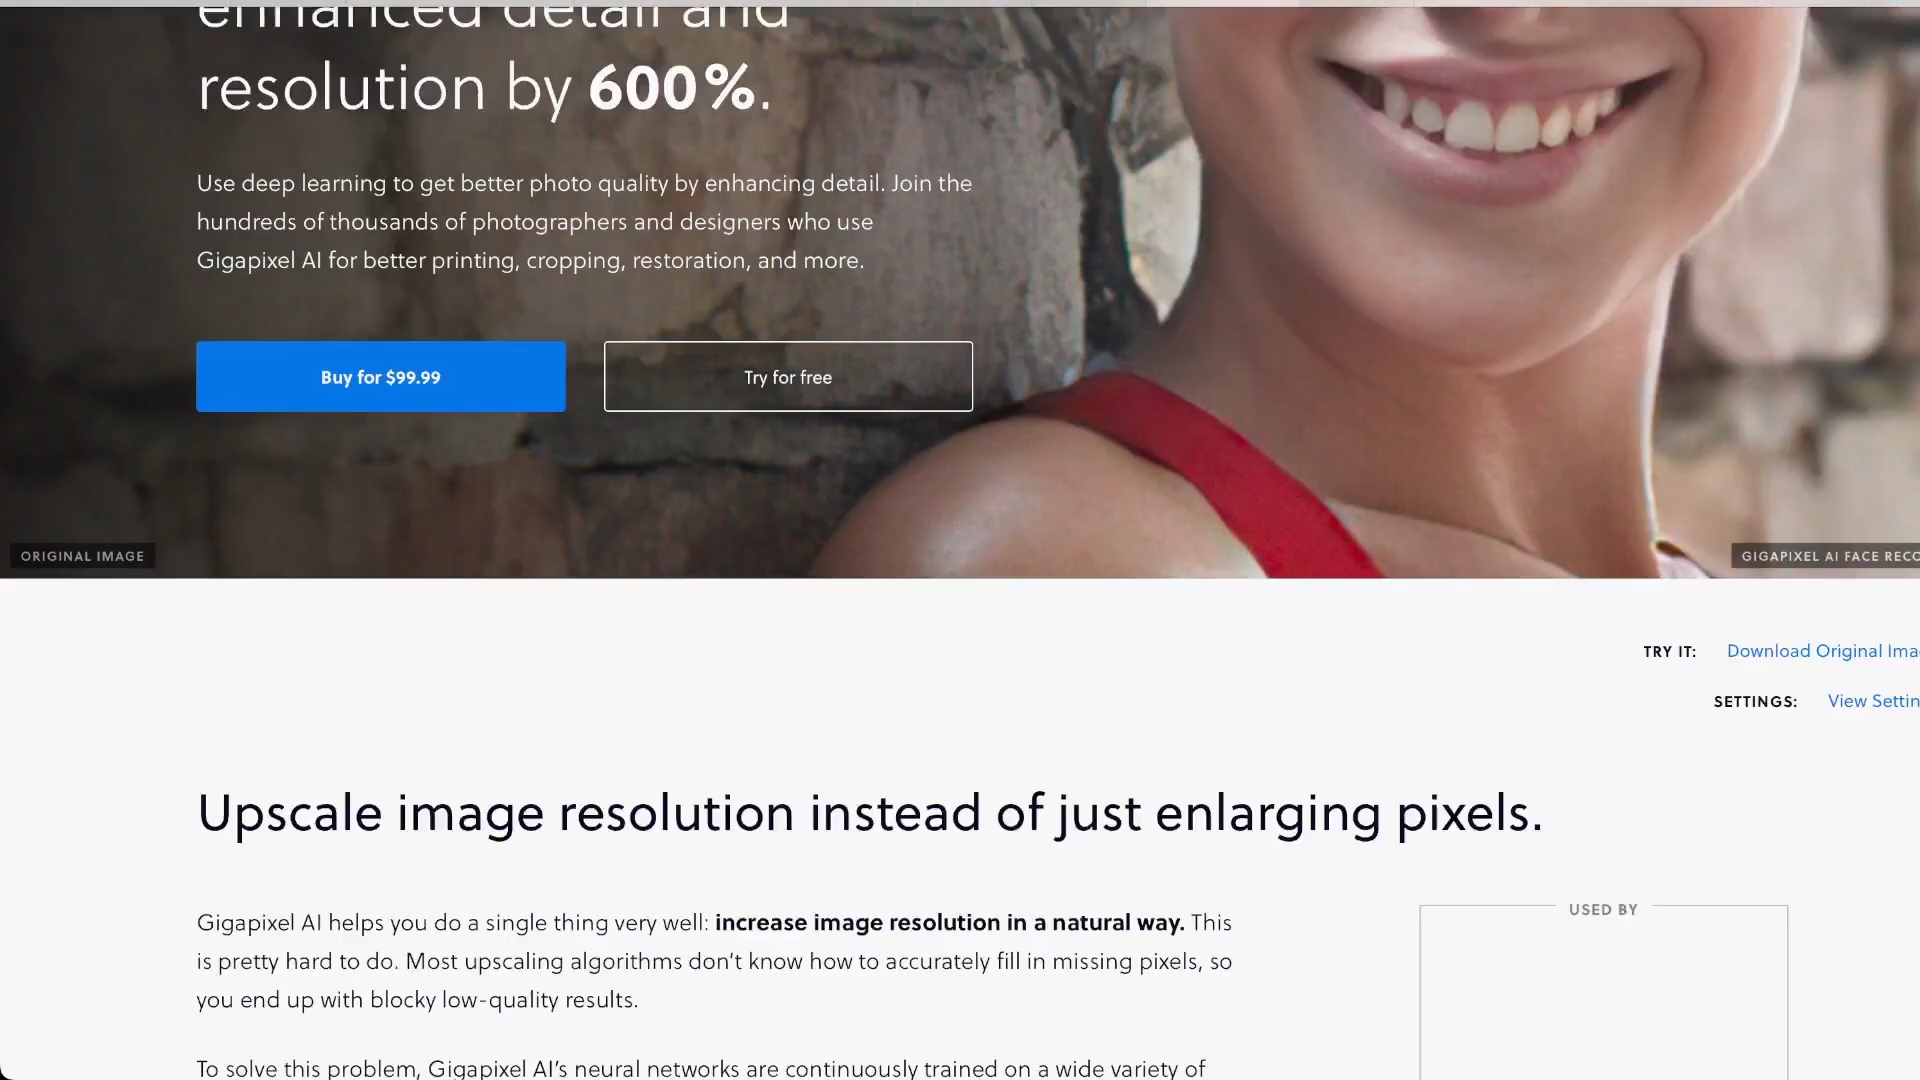 enhanced detail and
resolution by 600%.
Use deep learning to get better photo quality by enhancing detail. Join the
hundreds of thousands of photographers and designers who use
Gigapixel AI for better printing, cropping, restoration, and more.
Buy for $99.99
Try for free
ORIGINAL IMAGE
GIGAPIXEL AI FACE
TRY IT:
Download Original
SETTINGS:
View
Upscale image resolution instead of just enlarging pixels.
Gigapixel AI helps you do a single thing very well: increase image resolution in a natural way. This
is pretty hard to do. Most upscaling algorithms don't know how to accurately fill in missing pixels, so
you end up with blocky low-quality results.
USED BY
To solve this problem, Gigapixel AI's neural networks are continuously trained on a wide variety of